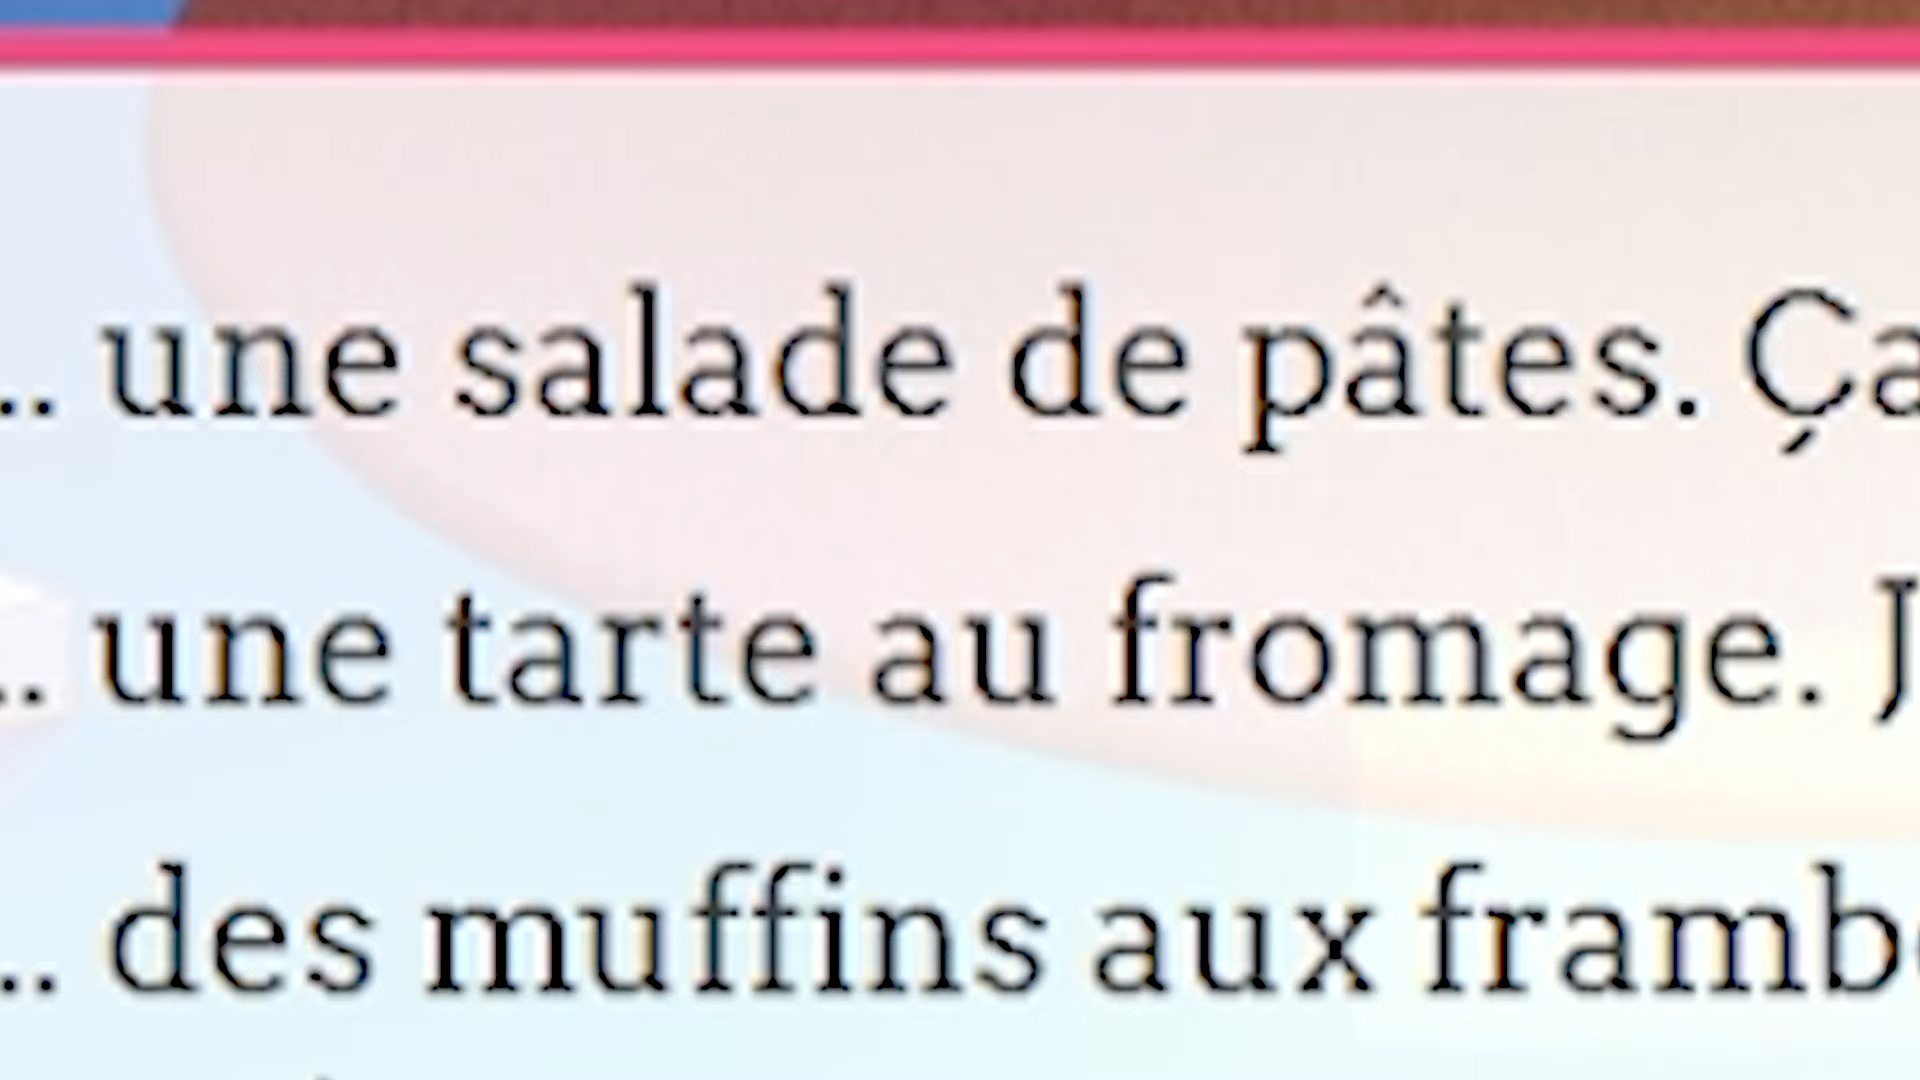 .. une salade de pâtes. Ça
.. une tarte au fromage. J
.. des muffins aux framb